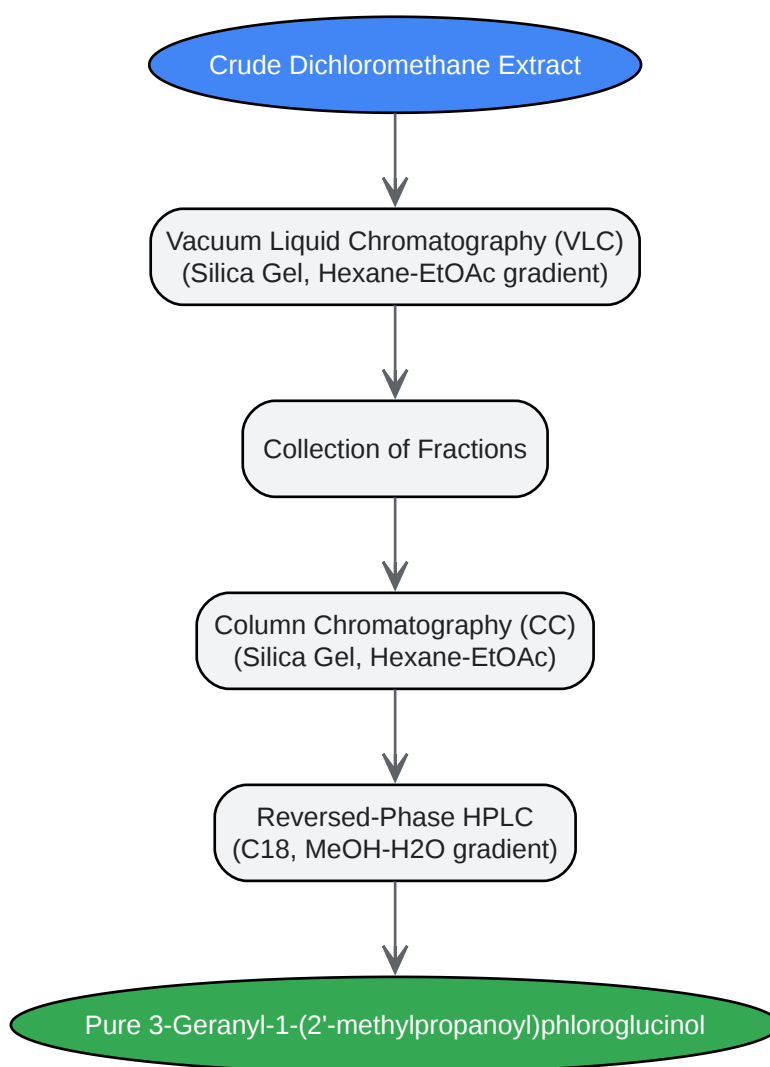 Crude Dichloromethane Extract
Vacuum Liquid Chromatography (VLC)
(Silica Gel, Hexane-EtOAc gradient)
Collection of Fractions
Column Chromatography (CC)
(Silica Gel, Hexane-EtOAc)
Reversed-Phase HPLC
(C18, MeOH-H2O gradient)
Pure 3-Geranyl-1-(2'-methylpropanoyl)phloroglucinol